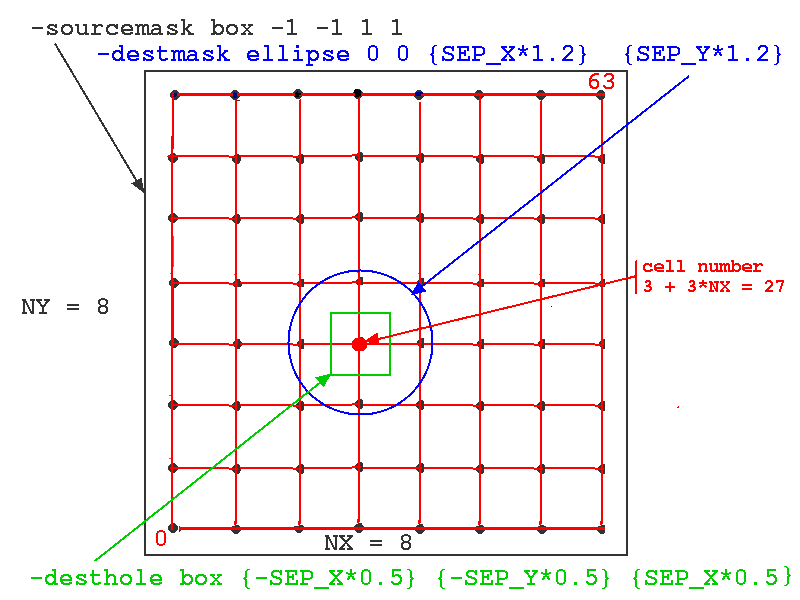 -sourcemask box -1 -1 1 1
-destmask ellipse 0 0 {SEP_X*1.2} {SEP_Y*1.2}
63
cell number
3 + 3*NX = 27
NY = 8
0
NX = 8
-desthole box {-SEP_X*0.5} {-SEP_Y*0.5} {SEP_X*0.5}